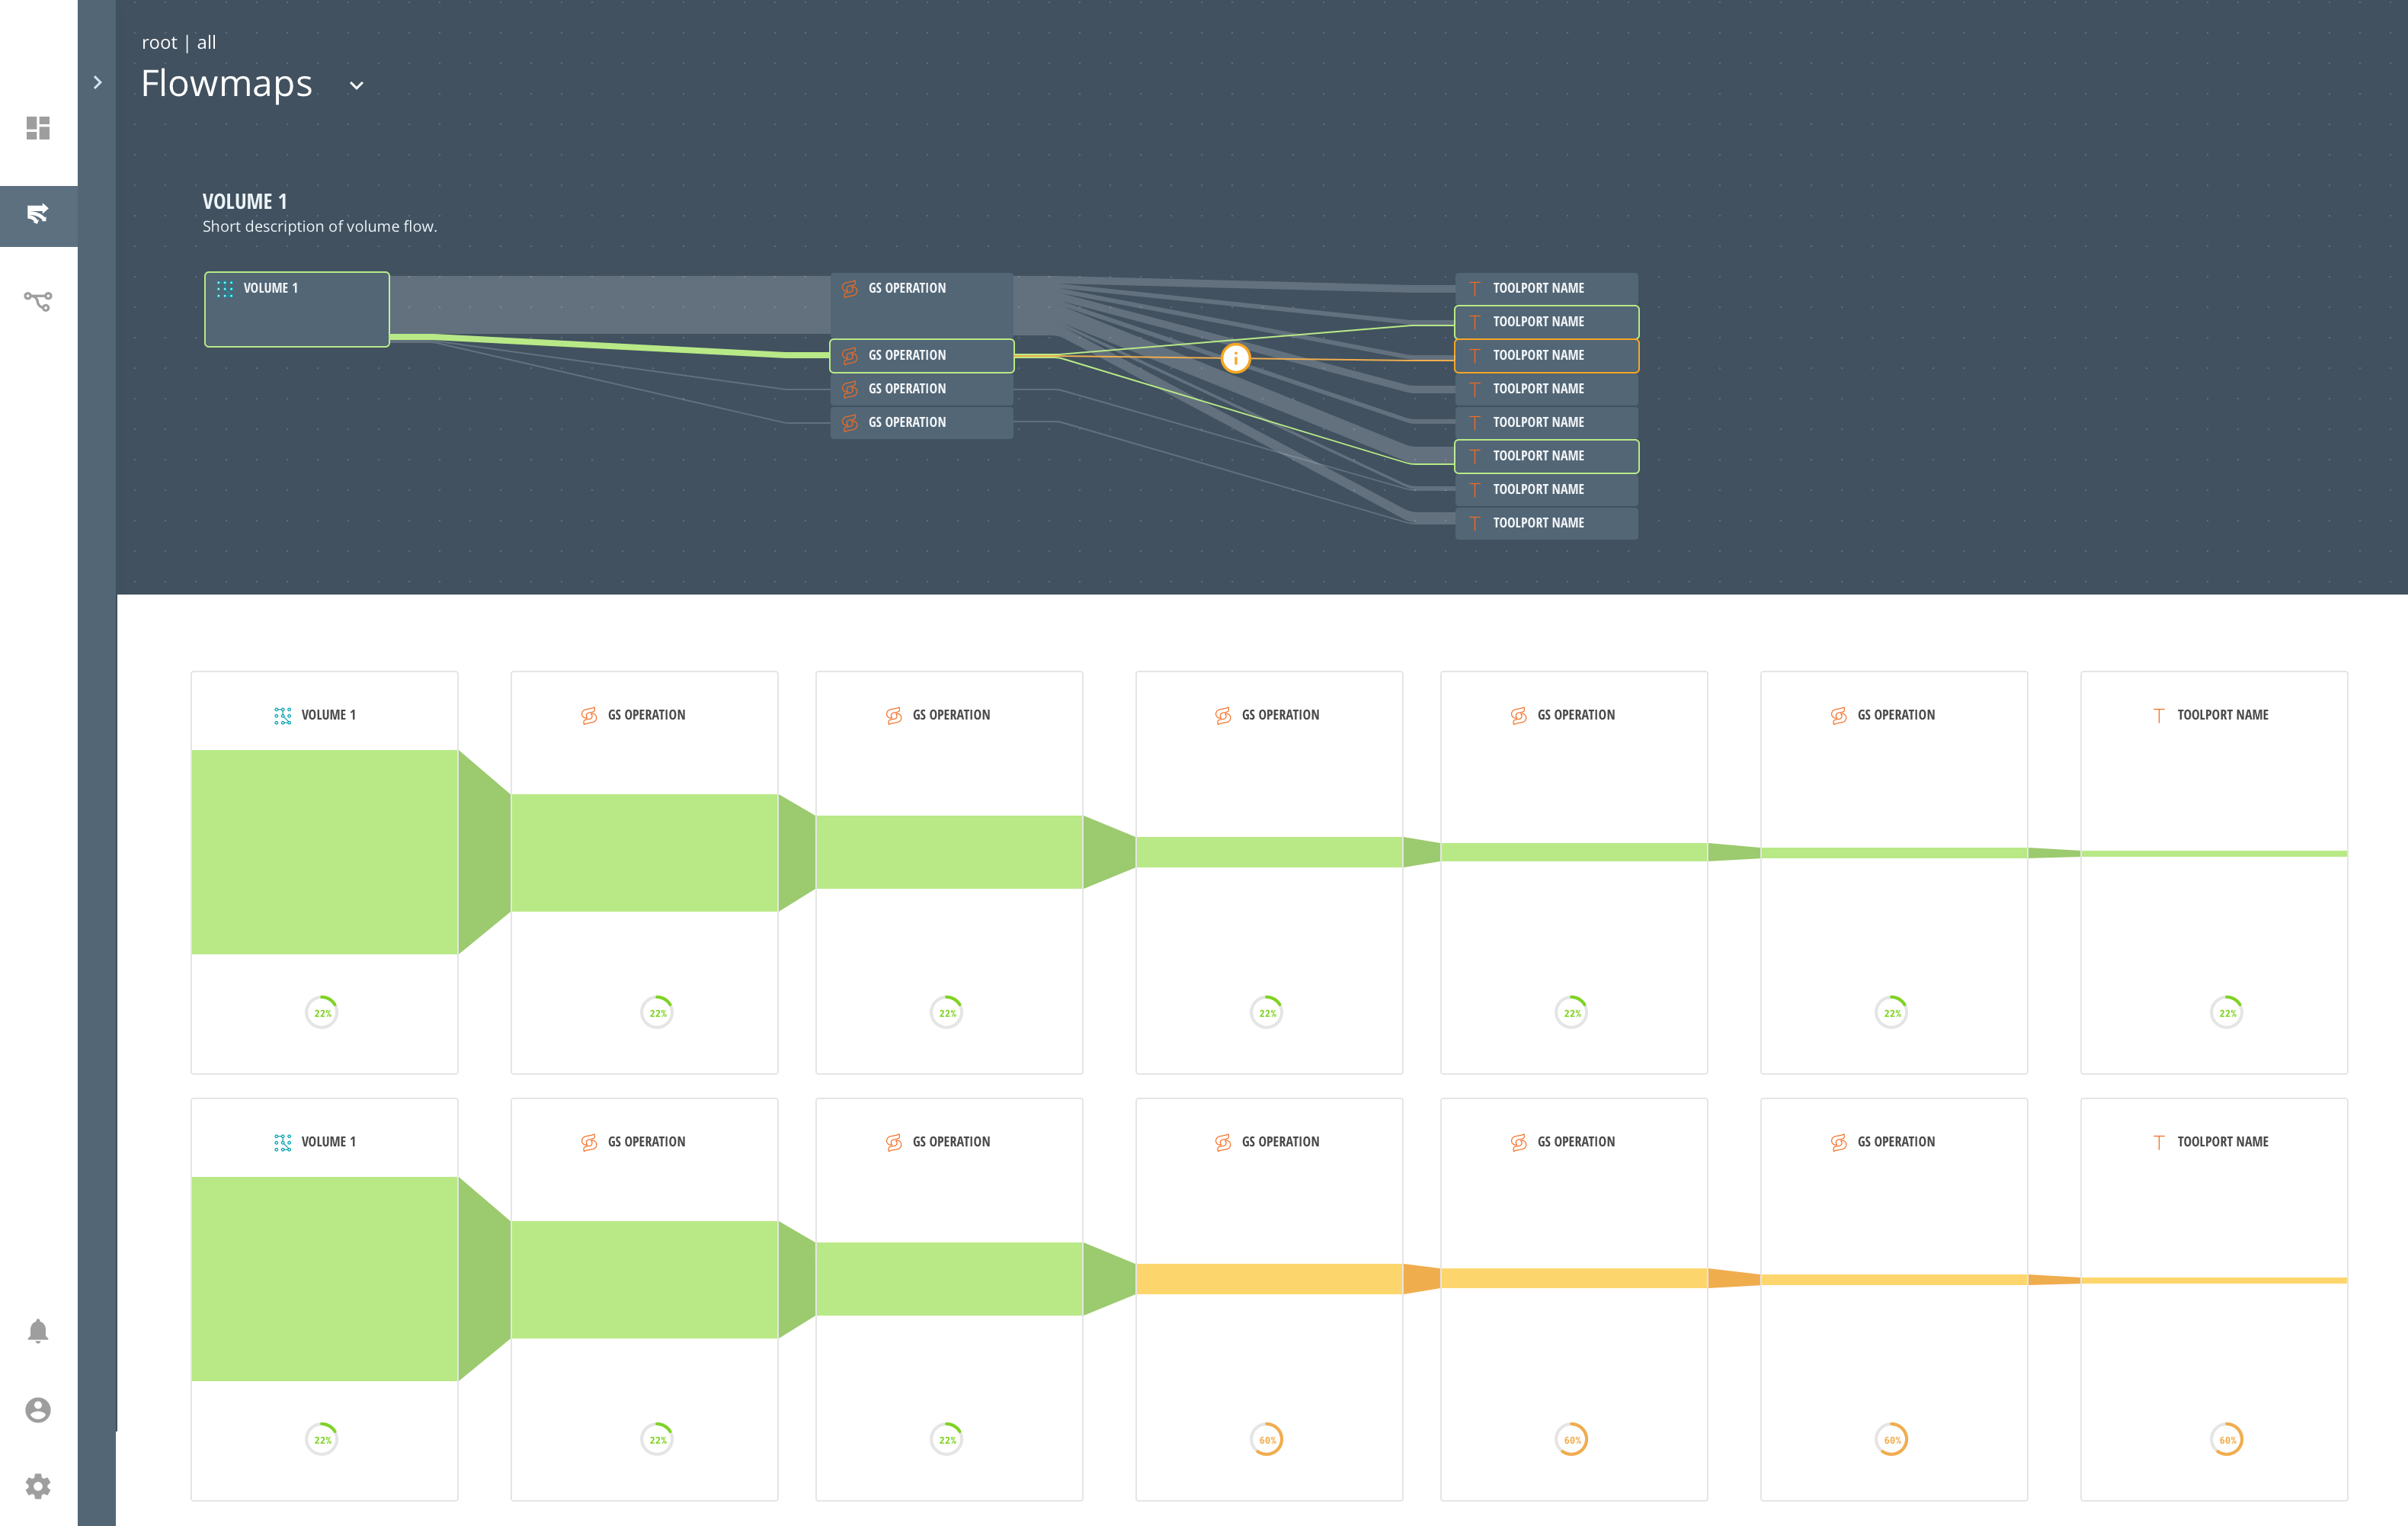 root | all
Flowmaps
VOLUME 1
Short description of volume flow.
VOLUME 1
GS OPERATION
GS OPERATION
GS OPERATION
GS OPERATION
i
TOOLPORT NAME
TOOLPORT NAME
TOOLPORT NAME
TOOLPORT NAME
TOOLPORT NAME
TOOLPORT NAME
TOOLPORT NAME
TOOLPORT NAME
VOLUME 1
GS OPERATION
GS OPERATION
GS OPERATION
GS OPERATION
GS OPERATION
TOOLPORT NAME
22%
22%
22%
22%
22%
22%
22%
VOLUME 1
GS OPERATION
GS OPERATION
GS OPERATION
GS OPERATION
GS OPERATION
TOOLPORT NAME
22%
22%
22%
60%
60%
60%
60%